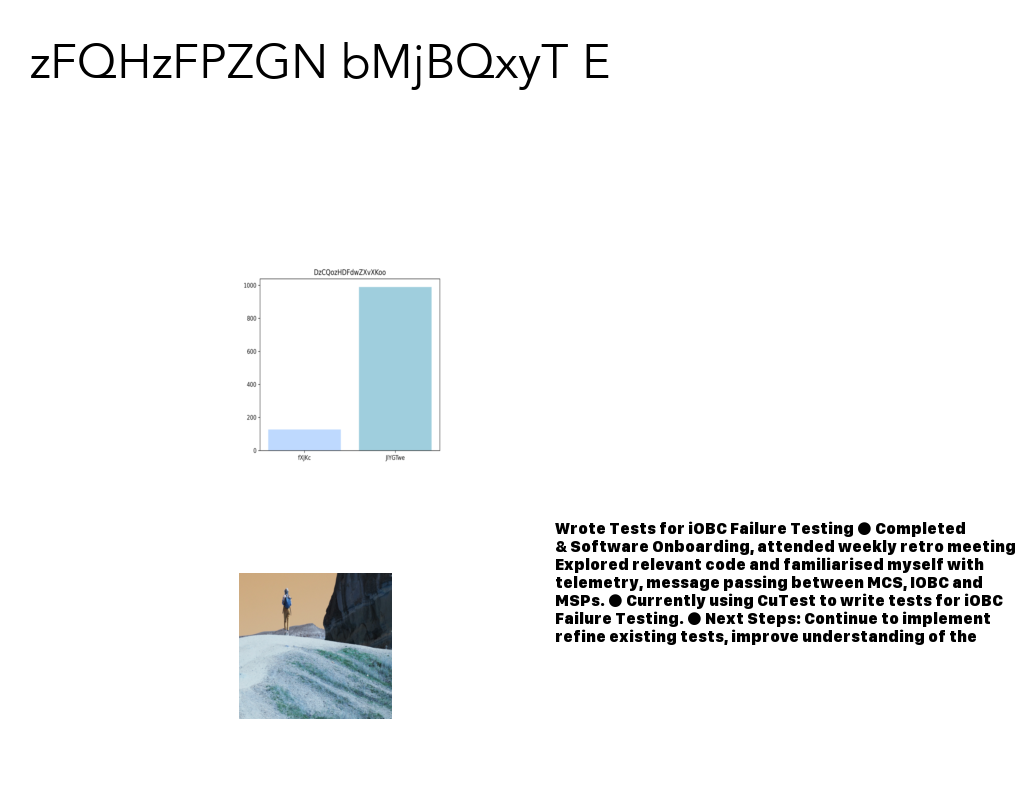 zFQHzFPZGN bMjBQxyT E
DzCQozHDFdwZXvXKoo
1000
800
600
400
200
0
fXJKc JlYGTwe
Wrote Tests for iOBC Failure Testing ● Completed
& Software Onboarding, attended weekly retro meeting
Explored relevant code and familiarised myself with
telemetry, message passing between MCS, IOBC and
MSPs. ● Currently using CuTest to write tests for iOBC
Failure Testing. ● Next Steps: Continue to implement
refine existing tests, improve understanding of the